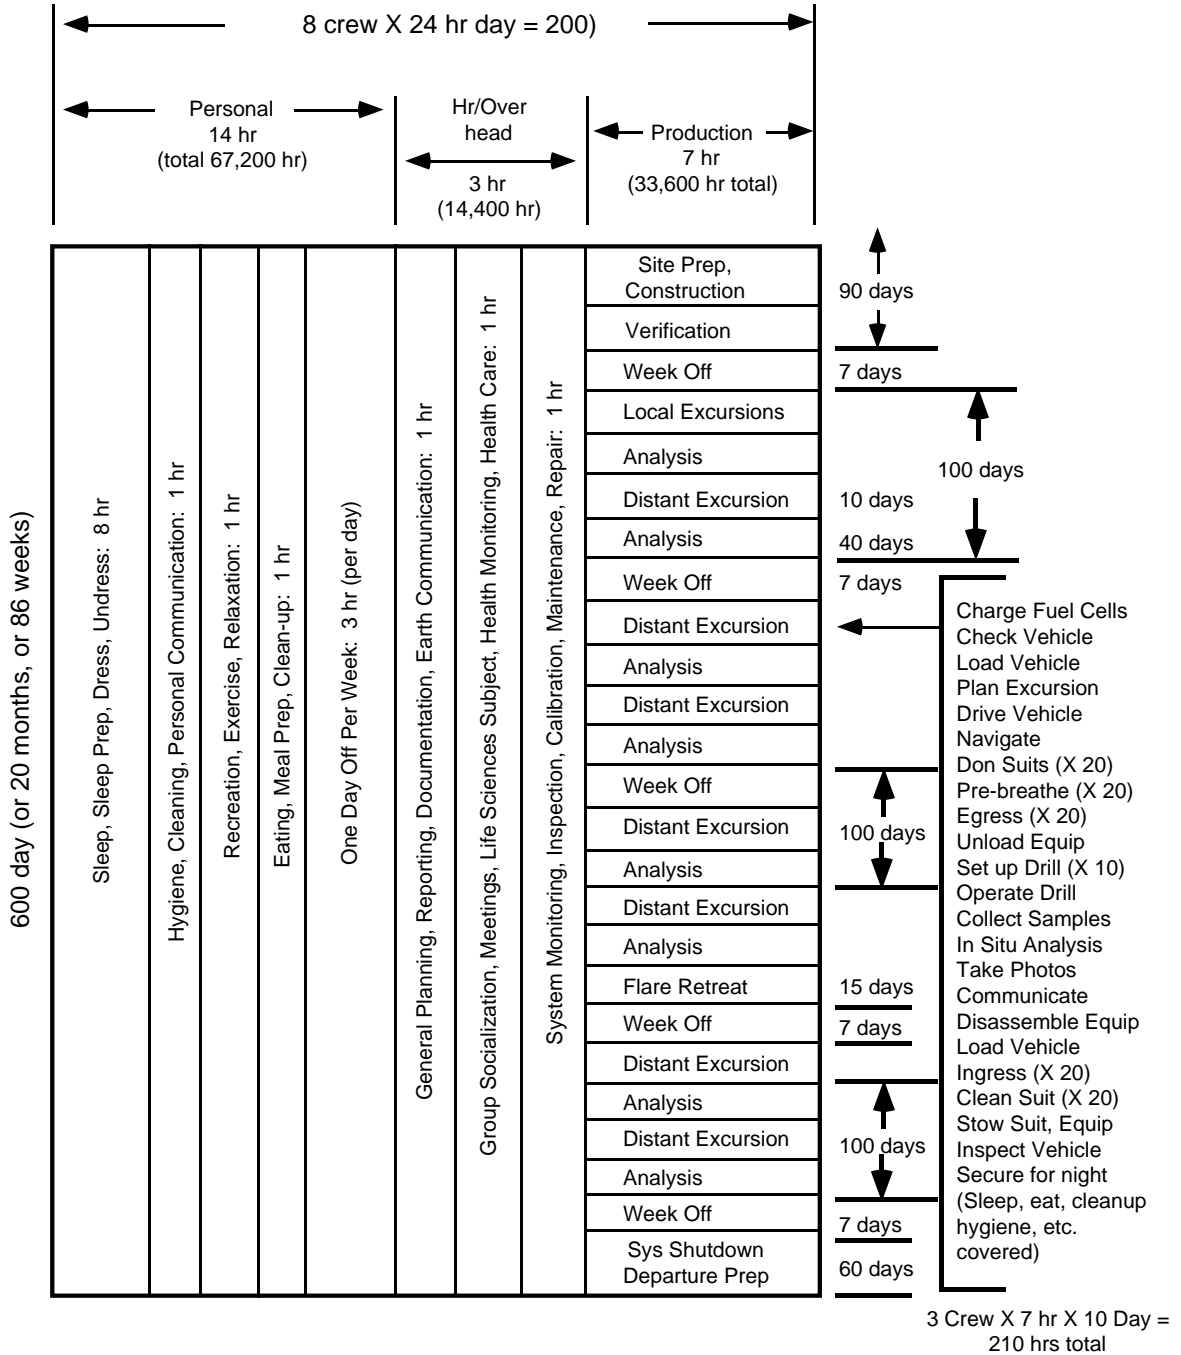 8 crew X 24 hr day = 200)
Personal
14 hr
(total 67,200 hr)
Hr/Over
head
3 hr
(14,400 hr)
Production
7 hr
(33,600 hr total)
600 day (or 20 months, or 86 weeks)
Sleep, Sleep Prep, Dress, Undress: 8 hr
Hygiene, Cleaning, Personal Communication: 1 hr
Recreation, Exercise, Relaxation: 1 hr
Eating, Meal Prep, Clean-up: 1 hr
One Day Off Per Week: 3 hr (per day)
General Planning, Reporting, Documentation, Earth Communication: 1 hr
Group Socialization, Meetings, Life Sciences Subject, Health Monitoring, Health Care: 1 hr
System Monitoring, Inspection, Calibration, Maintenance, Repair: 1 hr
Site Prep,
Construction
Verification
Week Off
Local Excursions
Analysis
Distant Excursion
Analysis
Week Off
Distant Excursion
Analysis
Distant Excursion
Analysis
Week Off
Distant Excursion
Analysis
Distant Excursion
Analysis
Flare Retreat
Week Off
Distant Excursion
Analysis
Distant Excursion
Analysis
Week Off
Sys Shutdown
Departure Prep
90 days
7 days
100 days
10 days
40 days
7 days
100 days
15 days
7 days
100 days
7 days
60 days
Charge Fuel Cells
Check Vehicle
Load Vehicle
Plan Excursion
Drive Vehicle
Navigate
Don Suits (X 20)
Pre-breathe (X 20)
Egress (X 20)
Unload Equip
Set up Drill (X 10)
Operate Drill
Collect Samples
In Situ Analysis
Take Photos
Communicate
Disassemble Equip
Load Vehicle
Ingress (X 20)
Clean Suit (X 20)
Stow Suit, Equip
Inspect Vehicle
Secure for night
(Sleep, eat, cleanup
hygiene, etc.
covered)
3 Crew X 7 hr X 10 Day =
210 hrs total